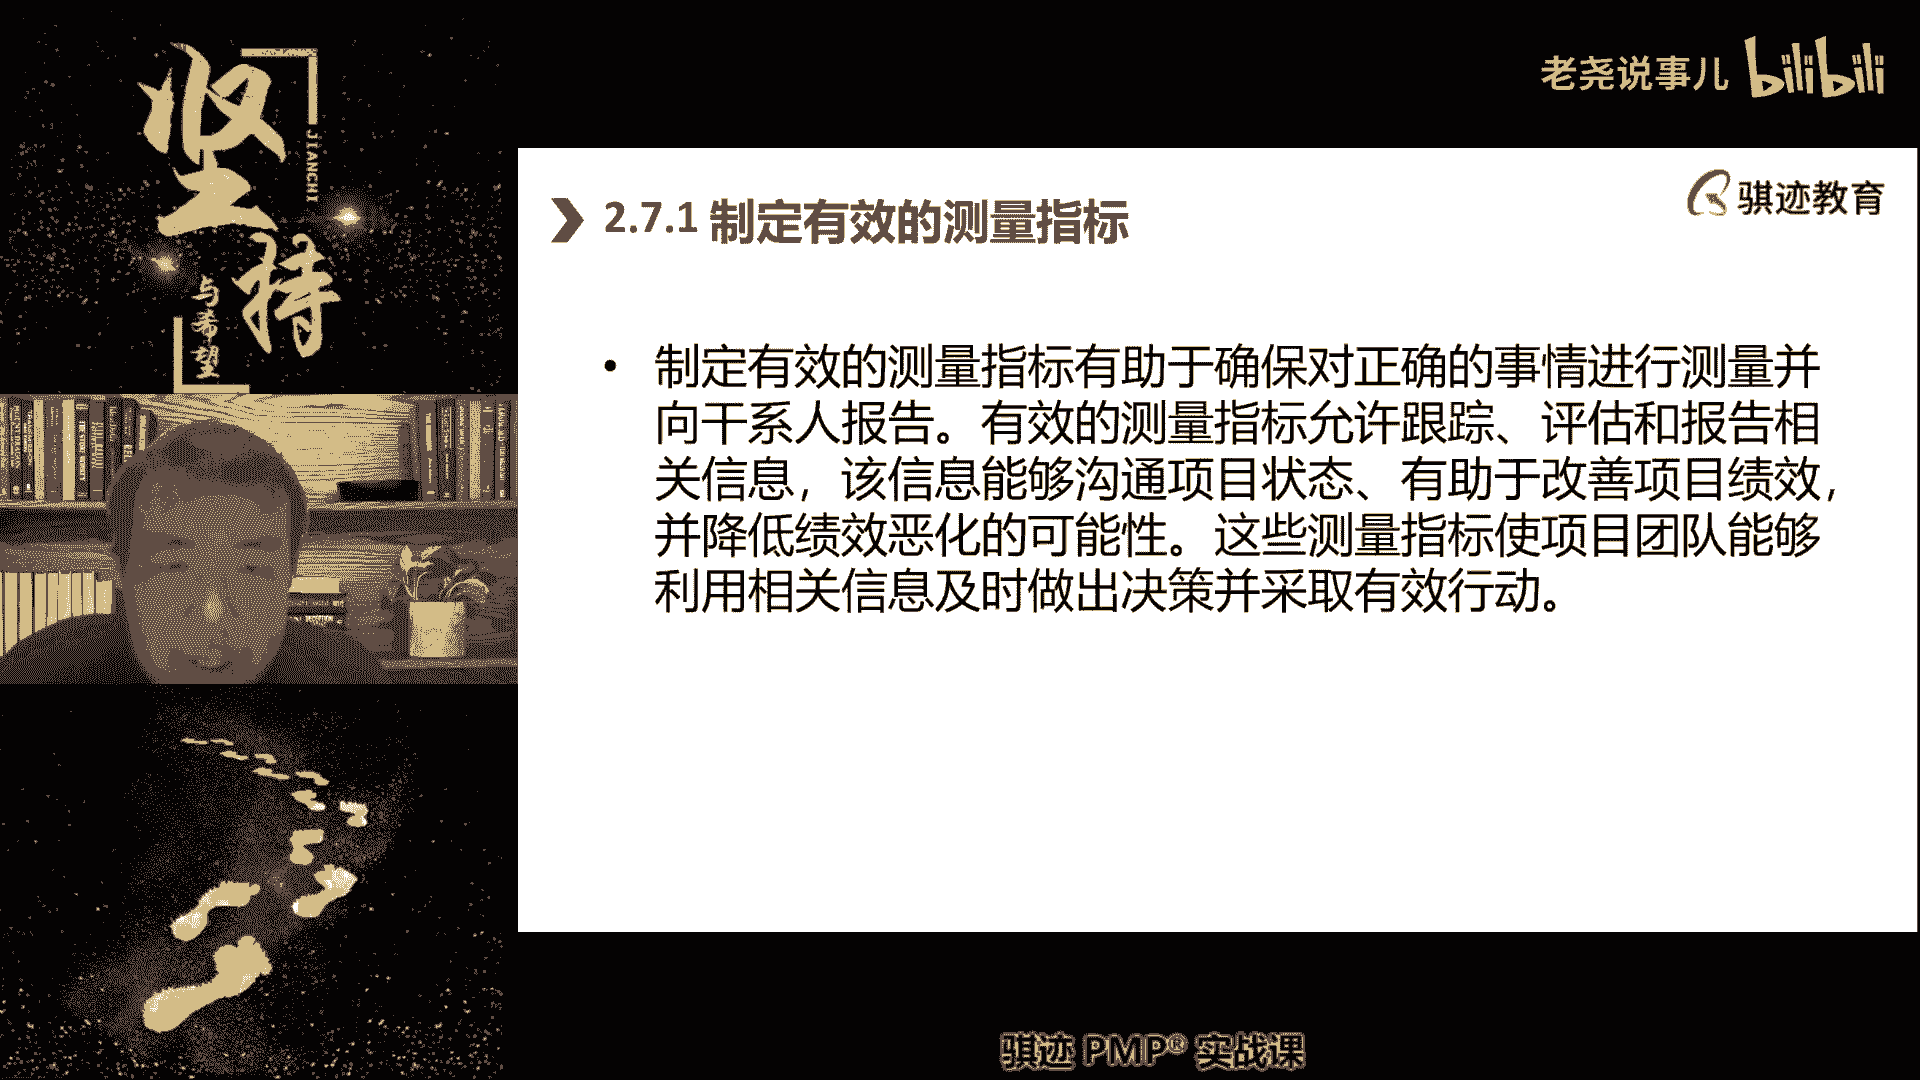 坚持
JIANCHI
与希望
老尧说事儿 bilibili
骐迹教育
2.7.1 制定有效的测量指标
• 制定有效的测量指标有助于确保对正确的事情进行测量并
向干系人报告。有效的测量指标允许跟踪、评估和报告相
关信息，该信息能够沟通项目状态、有助于改善项目绩效，
并降低绩效恶化的可能性。这些测量指标使项目团队能够
利用相关信息及时做出决策并采取有效行动。
骐迹 PMP® 实战课